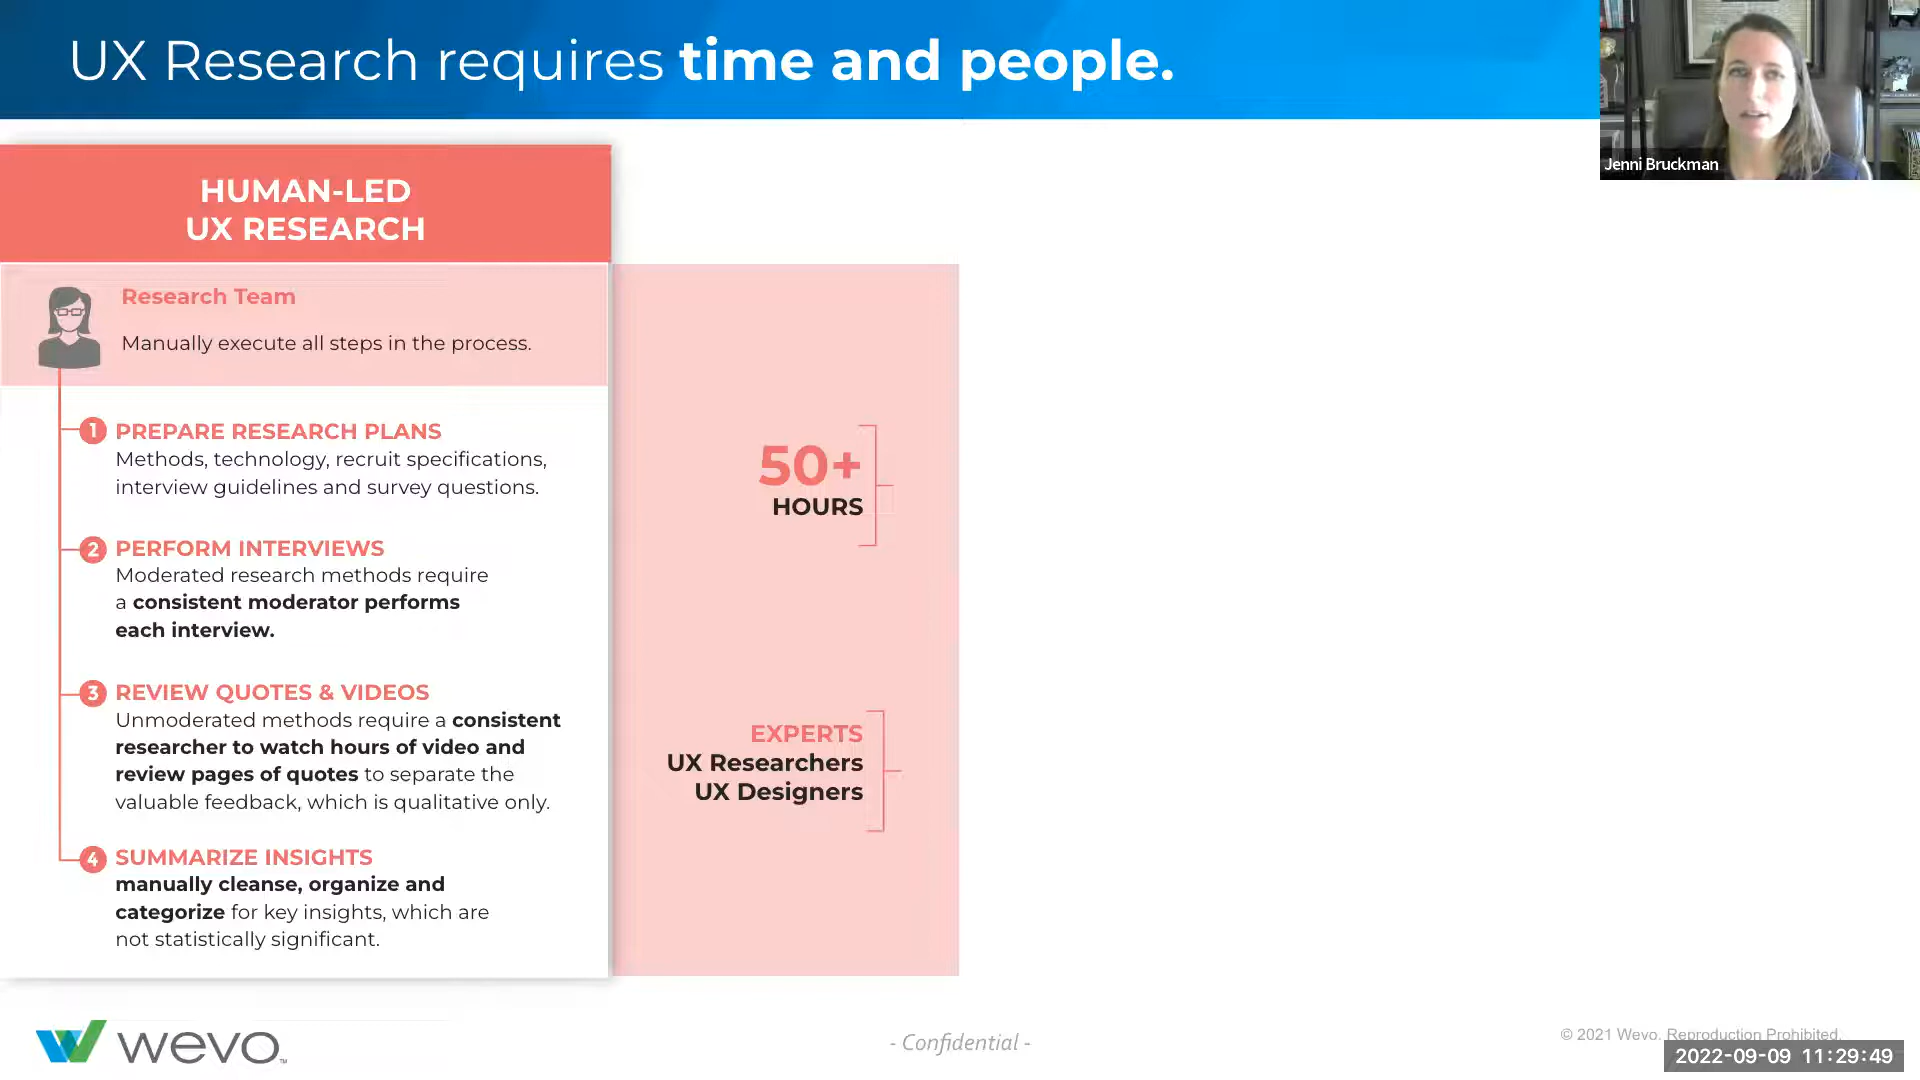 UX Research requires time and people.
Jenni Bruckman
HUMAN-LED
UX RESEARCH
Research Team
Manually execute all steps in the process.
1 PREPARE RESEARCH PLANS
Methods, technology, recruit specifications,
interview guidelines and survey questions.
2 PERFORM INTERVIEWS
Moderated research methods require
a consistent moderator performs
each interview.
3 REVIEW QUOTES & VIDEOS
Unmoderated methods require a consistent
researcher to watch hours of video and
review pages of quotes to separate the
valuable feedback, which is qualitative only.
4 SUMMARIZE INSIGHTS
manually cleanse, organize and
categorize for key insights, which are
not statistically significant.
50+
HOURS
EXPERTS
UX Researchers
UX Designers
wevo™
- Confidential -
© 2021 Wevo. Reproduction Prohibited.
2022-09-09 11:29:49